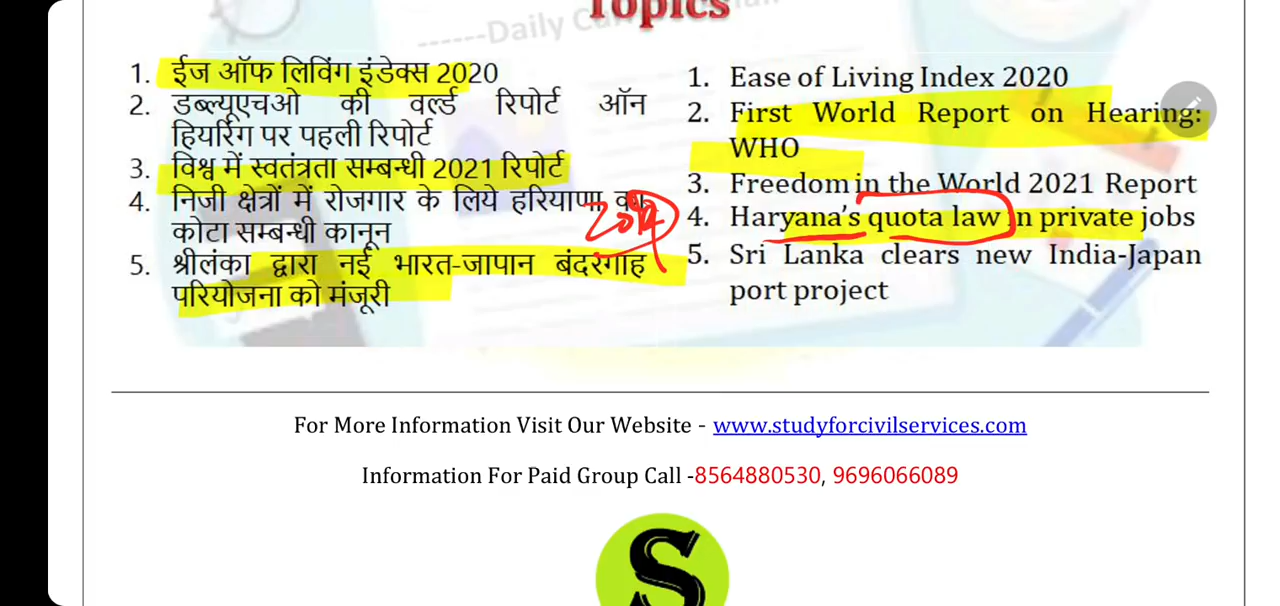 Topics
------Daily
1. ईज ऑफ लिविंग इंडेक्स 2020
2. डब्ल्यूएचओ की वर्ल्ड रिपोर्ट ऑन
हियरिंग पर पहली रिपोर्ट
3. विश्व में स्वतंत्रता सम्बन्धी 2021 रिपोर्ट
4. निजी क्षेत्रों में रोजगार के लिये हरियाणा का
कोटा सम्बन्धी कानून
5. श्रीलंका द्वारा नई भारत-जापान बंदरगाह
परियोजना को मंजूरी
1. Ease of Living Index 2020
2. First World Report on Hearing:
WHO
3. Freedom in the World 2021 Report
4. Haryana's quota law in private jobs
5. Sri Lanka clears new India-Japan
port project
For More Information Visit Our Website - www.studyforcivilservices.com
Information For Paid Group Call -8564880530, 9696066089
S